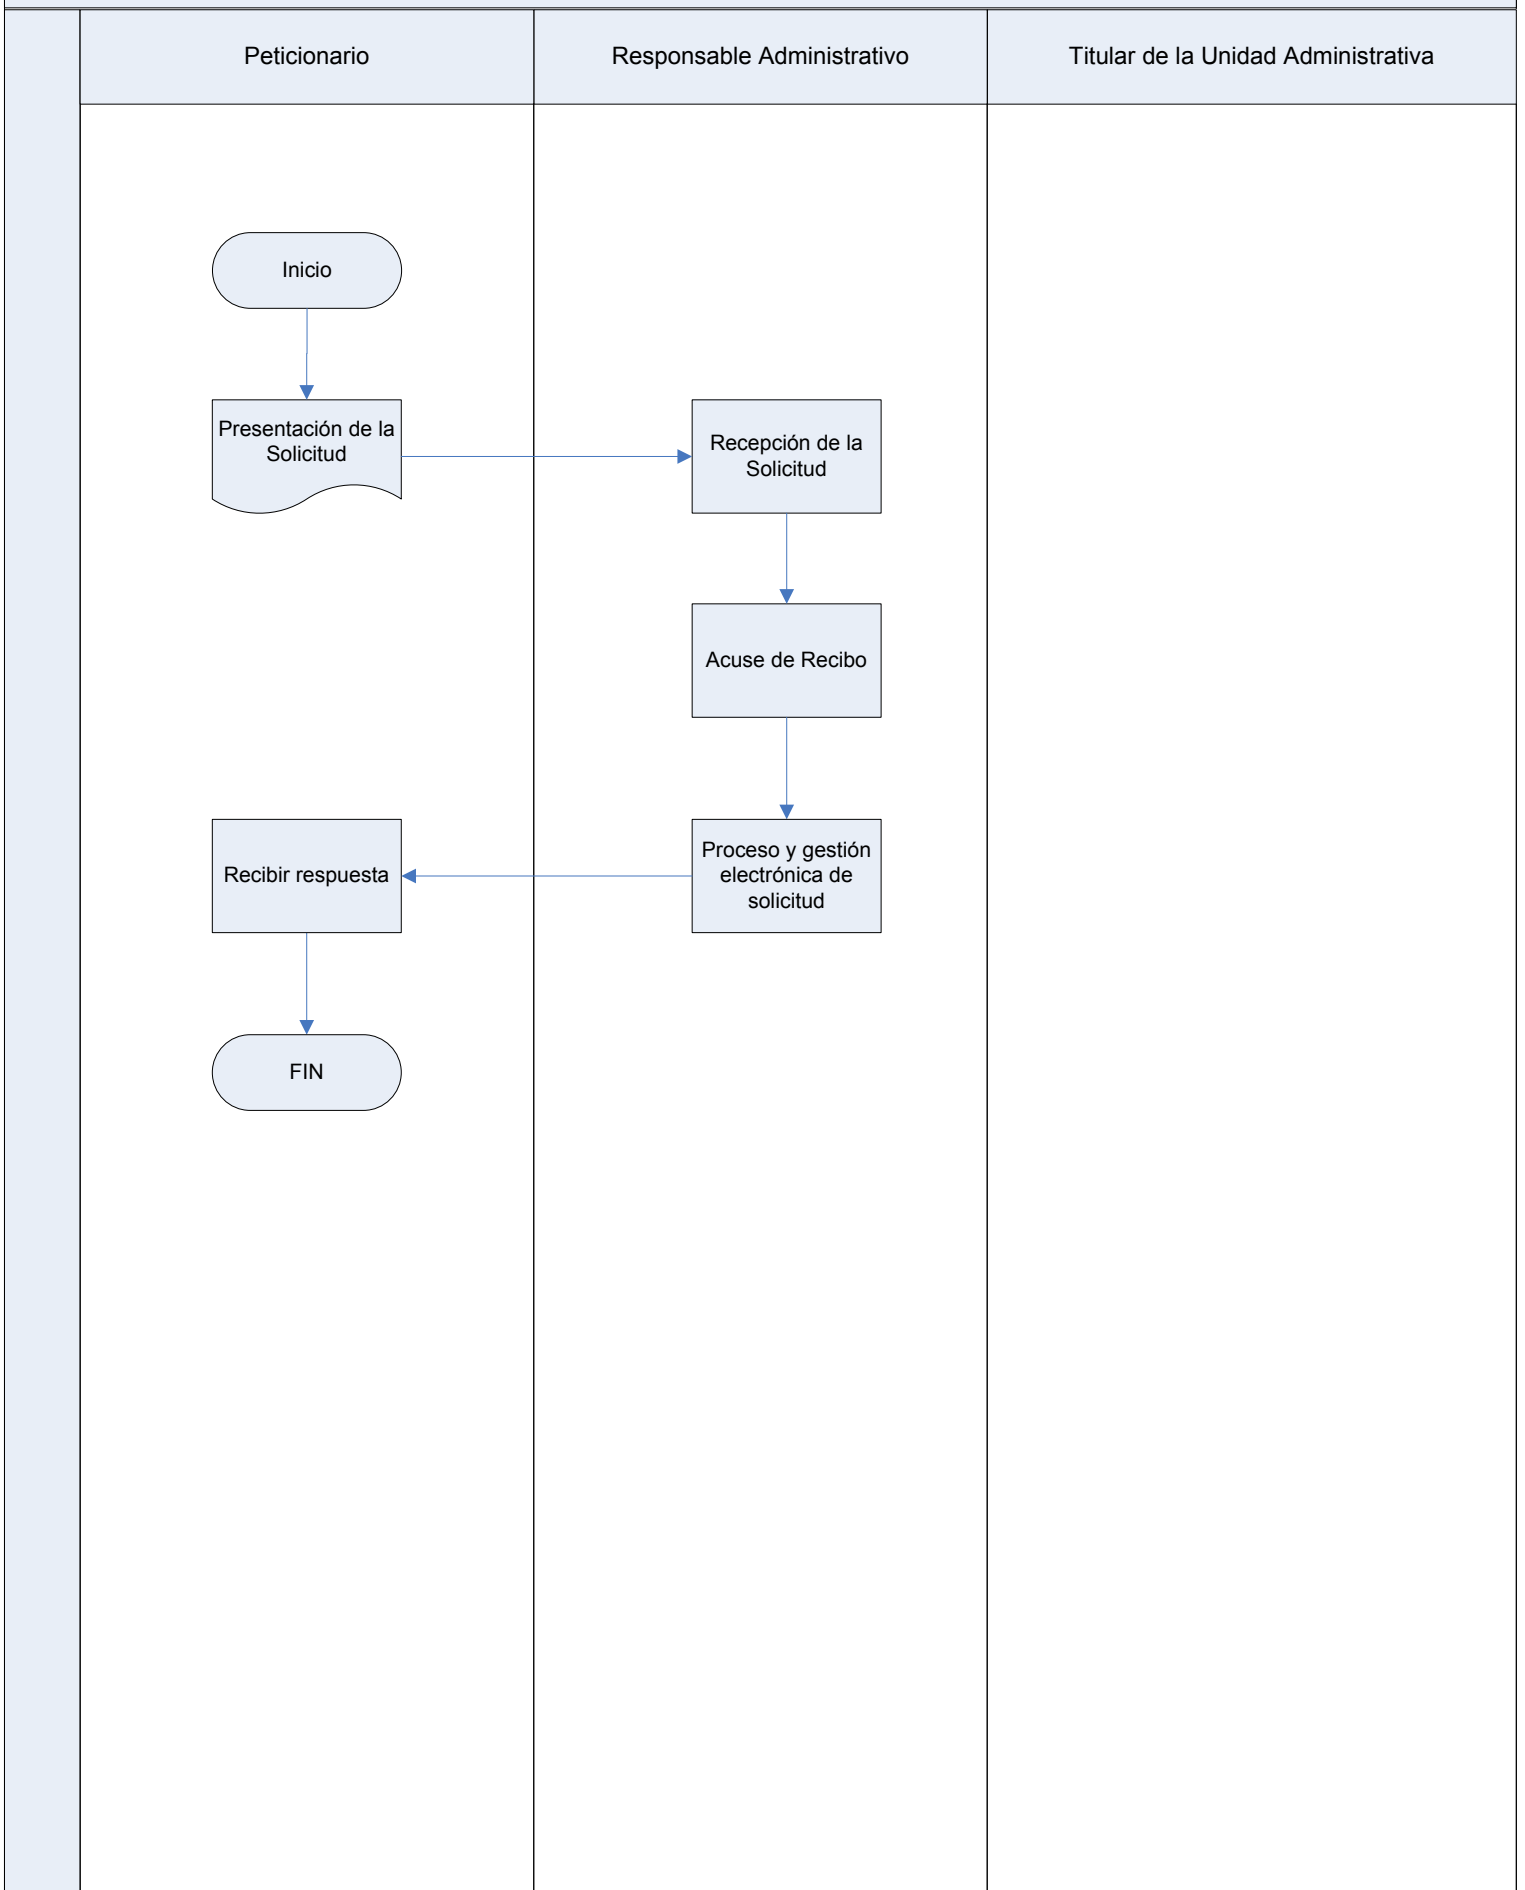 Peticionario
Responsable Administrativo
Titular de la Unidad Administrativa
Inicio
Presentación de la
Solicitud
Recepción de la
Solicitud
Acuse de Recibo
Proceso y gestión
electrónica de
solicitud
Recibir respuesta
FIN